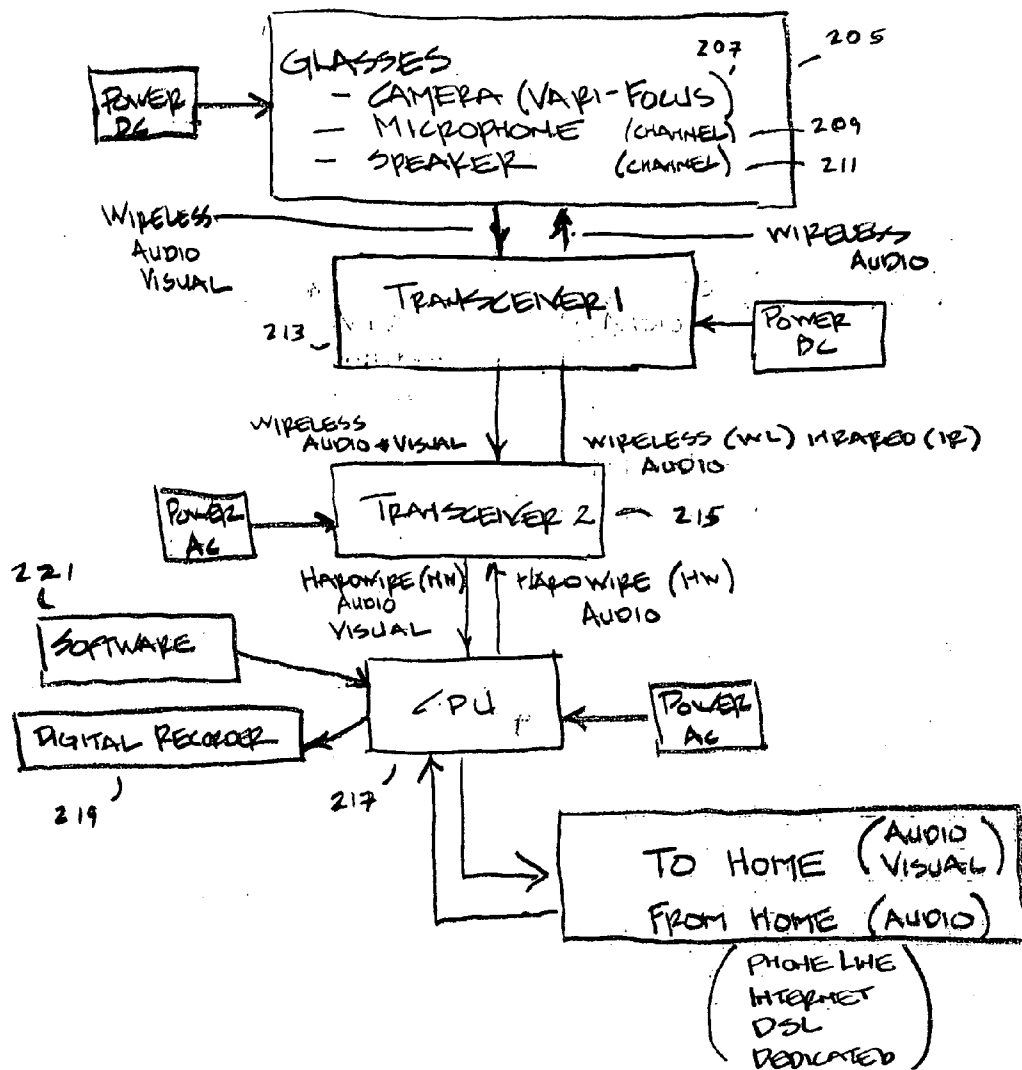 205
207
GLASSES
POWER DC
- CAMERA (VARI-FOCUS)
- MICROPHONE (CHANNEL) 209
- SPEAKER (CHANNEL) 211
WIRELESS
AUDIO
VISUAL
WIRELESS
AUDIO
TRANSCEIVER 1
213
POWER
DC
WIRELESS
AUDIO + VISUAL
WIRELESS (WL) INRARED (IR)
AUDIO
POWER
AC
TRANSCEIVER 2
215
221
HARDWIRE (HW)
AUDIO
VISUAL
HARDWIRE (HW)
AUDIO
SOFTWARE
CPU
POWER
AC
DIGITAL RECORDER
219
217
TO HOME (AUDIO
VISUAL)
FROM HOME (AUDIO)
(PHONE LINE
INTERNET
DSL
DEDICATED)